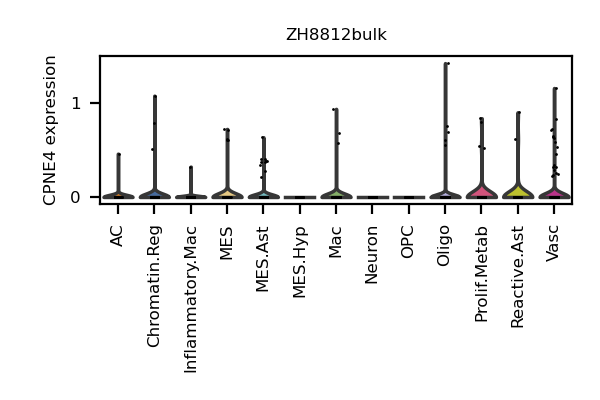 ZH8812bulk
CPNE4 expression
1
0
AC
Chromatin.Reg
Inflammatory.Mac
MES
MES.Ast
MES.Hyp
Mac
Neuron
OPC
Oligo
Prolif.Metab
Reactive.Ast
Vasc